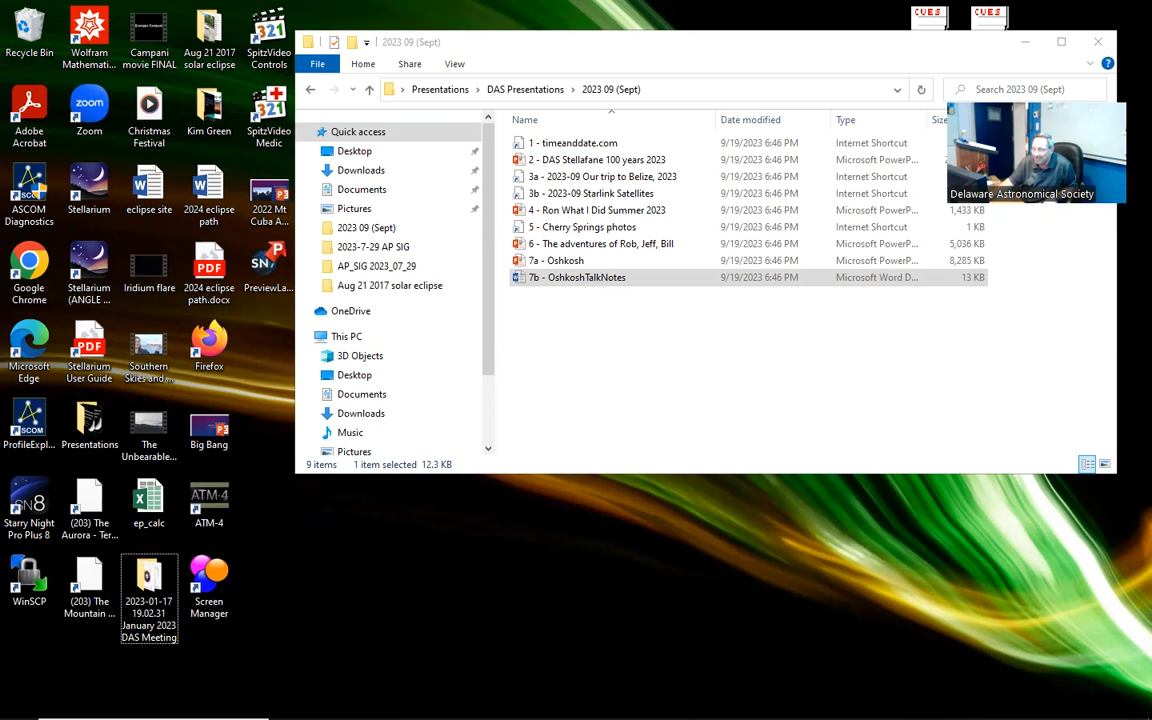 Recycle Bin
Wolfram
Mathemati...
Campani
movie FINAL
Aug 21 2017
solar eclipse
SpitzVideo
Controls
Adobe
Acrobat
Zoom
Christmas
Festival
Kim Green
SpitzVideo
Medic
ASCOM
Diagnostics
Stellarium
eclipse site
2024 eclipse
path
2022 Mt
Cuba A...
Google
Chrome
Stellarium
(ANGLE ...
Iridium flare
2024 eclipse
path.docx
PreviewLa...
Microsoft
Edge
Stellarium
User Guide
Southern
Skies and ...
Firefox
ProfileExpl...
Presentations
The
Unbearable...
Big Bang
Starry Night
Pro Plus 8
(203) The
Aurora - Ter...
ep_calc
ATM-4
WinSCP
(203) The
Mountain ...
2023-01-17
19.02.31
January 2023
DAS Meeting
Screen
Manager
CUES
CUES
2023 09 (Sept)
File Home Share View
Presentations DAS Presentations 2023 09 (Sept)
Search 2023 09 (Sept)
Quick access
Desktop
Downloads
Documents
Pictures
2023 09 (Sept)
2023-7-29 AP SIG
AP_SIG 2023_07_29
Aug 21 2017 solar eclipse
OneDrive
This PC
3D Objects
Desktop
Documents
Downloads
Music
Pictures
Name Date modified Type Size
1 - timeanddate.com 9/19/2023 6:46 PM Internet Shortcut
2 - DAS Stellafane 100 years 2023 9/19/2023 6:46 PM Microsoft PowerP...
3a - 2023-09 Our trip to Belize, 2023 9/19/2023 6:46 PM Internet Shortcut
3b - 2023-09 Starlink Satellites 9/19/2023 6:46 PM Internet Shortcut
4 - Ron What I Did Summer 2023 9/19/2023 6:46 PM Microsoft PowerP... 1,433 KB
5 - Cherry Springs photos 9/19/2023 6:46 PM Internet Shortcut 1 KB
6 - The adventures of Rob, Jeff, Bill 9/19/2023 6:46 PM Microsoft PowerP... 5,036 KB
7a - Oshkosh 9/19/2023 6:46 PM Microsoft PowerP... 8,285 KB
7b - OshkoshTalkNotes 9/19/2023 6:46 PM Microsoft Word D... 13 KB
Delaware Astronomical Society
9 items 1 item selected 12.3 KB